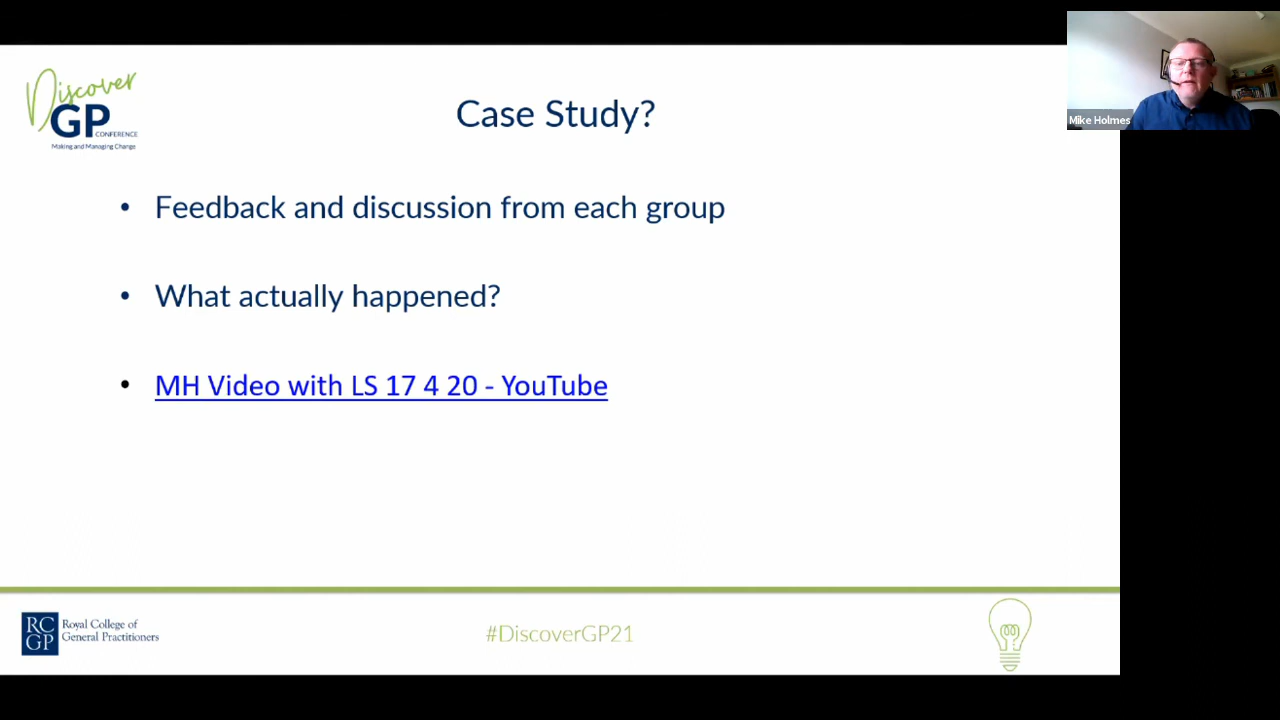 Discover
GP
CONFERENCE
Making and Managing Change
Case Study?
Mike Holmes
• Feedback and discussion from each group
• What actually happened?
• MH Video with LS 17 4 20 - YouTube
RC
GP
Royal College of
General Practitioners
#DiscoverGP21